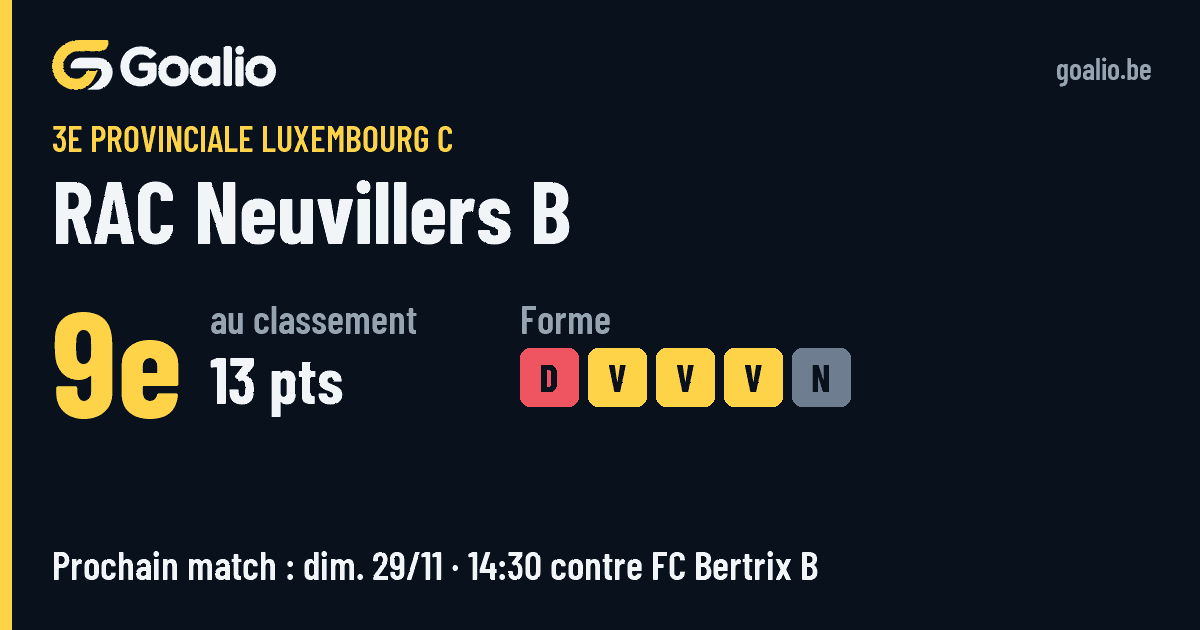 Goalio
goalio.be
3E PROVINCIALE LUXEMBOURG C
RAC Neuvillers B
9e
au classement
13 pts
Forme
D V V V N
Prochain match : dim. 29/11 · 14:30 contre FC Bertrix B